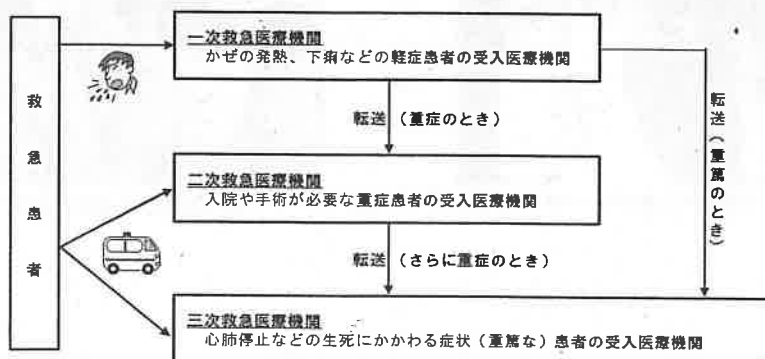 救急患者
一次救急医療機関
かぜの発熱、下痢などの軽症患者の受入医療機関
転送（重症のとき）
転送（重篤のとき）
二次救急医療機関
入院や手術が必要な重症患者の受入医療機関
転送（さらに重症のとき）
三次救急医療機関
心肺停止などの生死にかかわる症状（重篤な）患者の受入医療機関